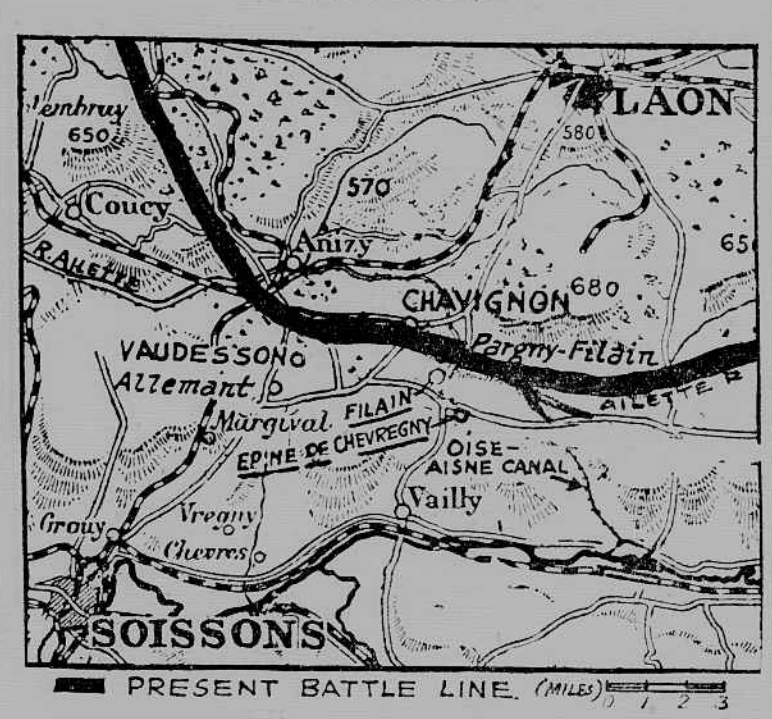 LAON
650
580
570
Coucy
Anizy
R. AILETTE
680
CHAVIGNON
VAUDESSON
Pargny-Filain
Allemant
FILAIN
AILETTE R
Margival
EPINE DE CHEVREGNY
OISE-
AISNE CANAL
Vailly
Vregny
Crouy
Chevres
SOISSONS
PRESENT BATTLE LINE. (MILES) 0 1 2 3